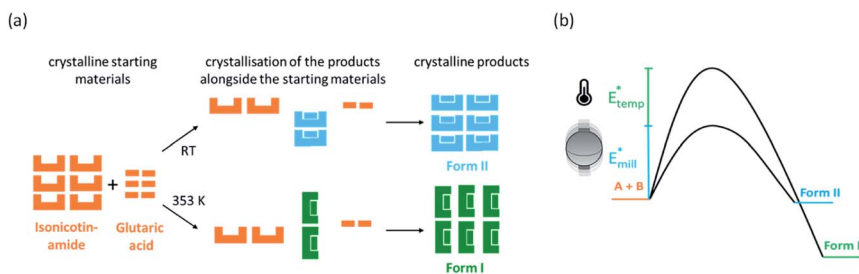 (a)
crystalline starting
materials
crystallisation of the products
alongside the starting materials
crystalline products
RT
353 K
Isonicotin-
amide
+
Glutaric
acid
Form II
Form I
(b)
E*temp
E*mill
A + B
Form II
Form I